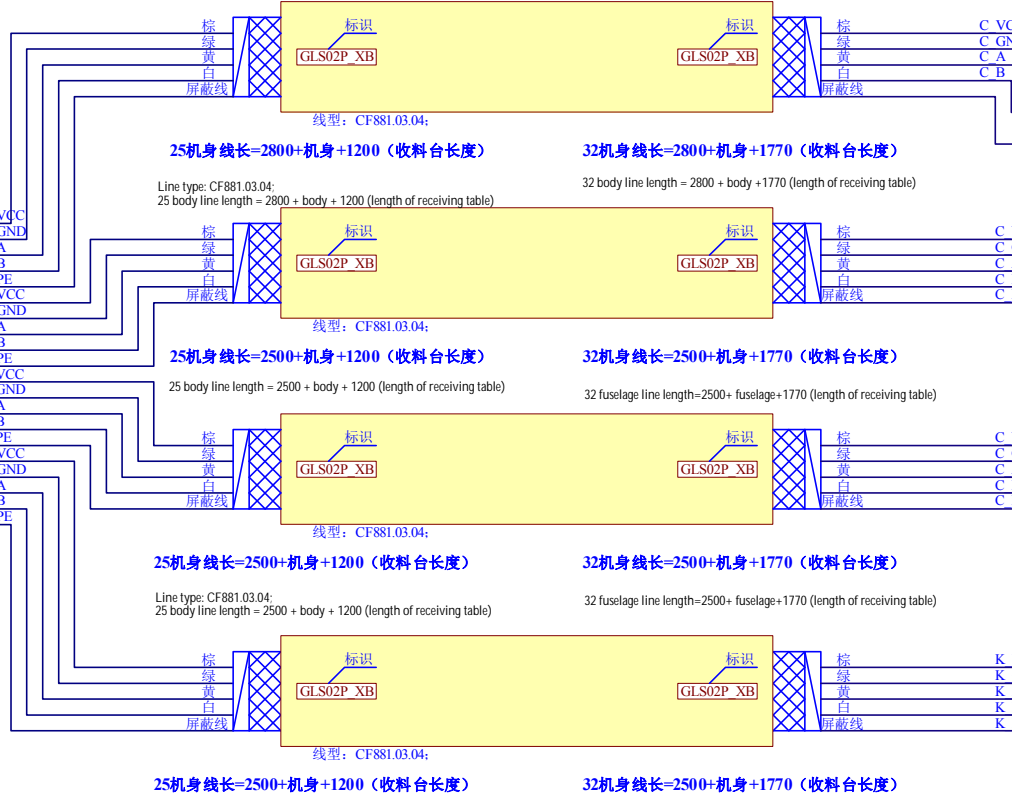 棕 标识 标识 棕
绿 绿 C_GN
黄 GLS02P_XB GLS02P_XB 黄 C_A
白 白 C_B
屏蔽线 屏蔽线
线型：CF881.03.04;
25机身线长=2800+机身+1200（收料台长度） 32机身线长=2800+机身+1770（收料台长度）
Line type: CF881.03.04;
25 body line length = 2800 + body + 1200 (length of receiving table)
32 body line length = 2800 + body +1770 (length of receiving table)
VCC
GND
A
B
PE
VCC
GND
A
B
PE
棕 标识 标识 棕 C_
绿 绿 C_
黄 GLS02P_XB GLS02P_XB 黄 C_
白 白 C_
屏蔽线 屏蔽线 C_
线型：CF881.03.04;
25机身线长=2500+机身+1200（收料台长度） 32机身线长=2500+机身+1770（收料台长度）
25 body line length = 2500 + body + 1200 (length of receiving table)
32 fuselage line length=2500+ fuselage+1770 (length of receiving table)
VCC
GND
A
B
PE
VCC
GND
A
B
PE
棕 标识 标识 棕 C_
绿 绿 C_
黄 GLS02P_XB GLS02P_XB 黄 C_
白 白 C_
屏蔽线 屏蔽线 C_
线型：CF881.03.04;
25机身线长=2500+机身+1200（收料台长度） 32机身线长=2500+机身+1770（收料台长度）
Line type: CF881.03.04;
25 body line length = 2500 + body + 1200 (length of receiving table)
32 fuselage line length=2500+ fuselage+1770 (length of receiving table)
棕 标识 标识 棕 K
绿 绿 K
黄 GLS02P_XB GLS02P_XB 黄 K
白 白 K
屏蔽线 屏蔽线 K
线型：CF881.03.04;
25机身线长=2500+机身+1200（收料台长度） 32机身线长=2500+机身+1770（收料台长度）